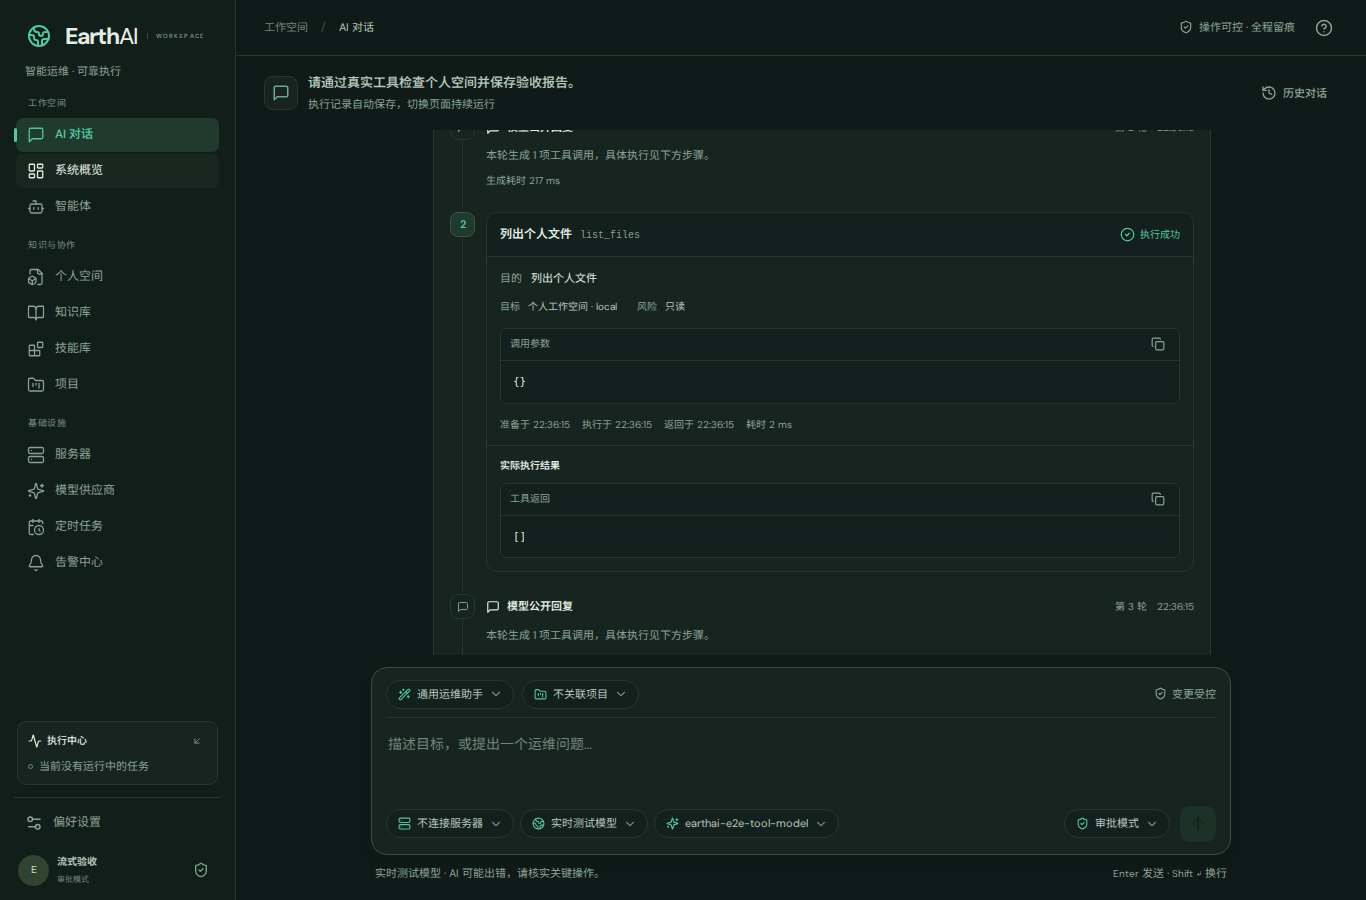 EarthAI
WORKSPACE
智能运维 · 可靠执行
工作空间
AI 对话
系统概览
智能体
知识与协作
个人空间
知识库
技能库
项目
基础设施
服务器
模型供应商
定时任务
告警中心
执行中心
当前没有运行中的任务
偏好设置
E
流式验收
审批模式
工作空间 / AI 对话
操作可控 · 全程留痕
请通过真实工具检查个人空间并保存验收报告。
执行记录自动保存，切换页面持续运行
历史对话
模型公开回复
本轮生成 1 项工具调用，具体执行见下方步骤。
生成耗时 217 ms
2
列出个人文件 list_files
执行成功
目的 列出个人文件
目标 个人工作空间 · local 风险 只读
调用参数
{}
准备于 22:36:15 执行于 22:36:15 返回于 22:36:15 耗时 2 ms
实际执行结果
工具返回
[]
模型公开回复
第 3 轮 22:36:15
本轮生成 1 项工具调用，具体执行见下方步骤。
通用运维助手
不关联项目
变更受控
描述目标，或提出一个运维问题...
不连接服务器
实时测试模型
earthai-e2e-tool-model
审批模式
实时测试模型 · AI 可能出错，请核实关键操作。
Enter 发送 · Shift ↵ 换行